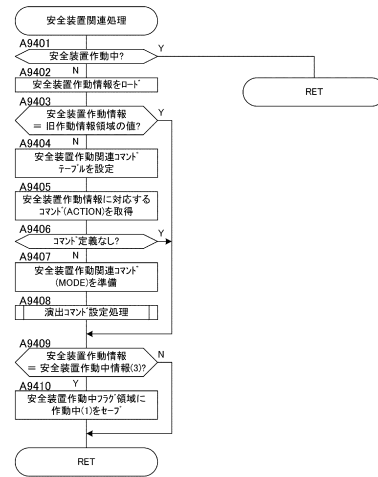 安全装置関連処理
A9401
安全装置作動中?
Y
N
A9402
安全装置作動情報をロード
RET
A9403
安全装置作動情報
= 旧作動情報領域の値?
Y
N
A9404
安全装置作動関連コマンド
テーブルを設定
A9405
安全装置作動情報に対応する
コマンド(ACTION)を取得
A9406
コマンド定義なし?
Y
N
A9407
安全装置作動関連コマンド
(MODE)を準備
A9408
演出コマンド設定処理
A9409
安全装置作動情報
= 安全装置作動中情報(3)?
N
Y
A9410
安全装置作動中フラグ領域に
作動中(1)をセーブ
RET